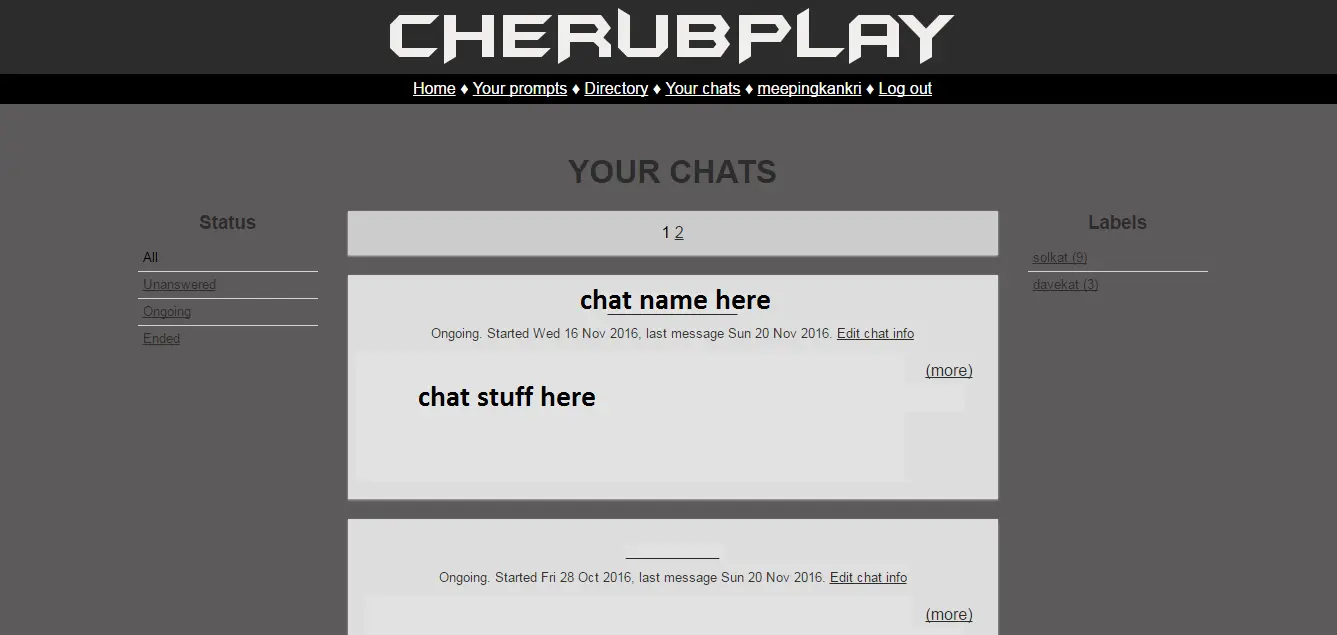 CHERUBPLAY
Home ♦ Your prompts ♦ Directory ♦ Your chats ♦ meepingkankri ♦ Log out
YOUR CHATS
Status
All
Unanswered
Ongoing
Ended
1 2
chat name here
Ongoing. Started Wed 16 Nov 2016, last message Sun 20 Nov 2016. Edit chat info
(more)
chat stuff here
Ongoing. Started Fri 28 Oct 2016, last message Sun 20 Nov 2016. Edit chat info
(more)
Labels
solkat (9)
davekat (3)